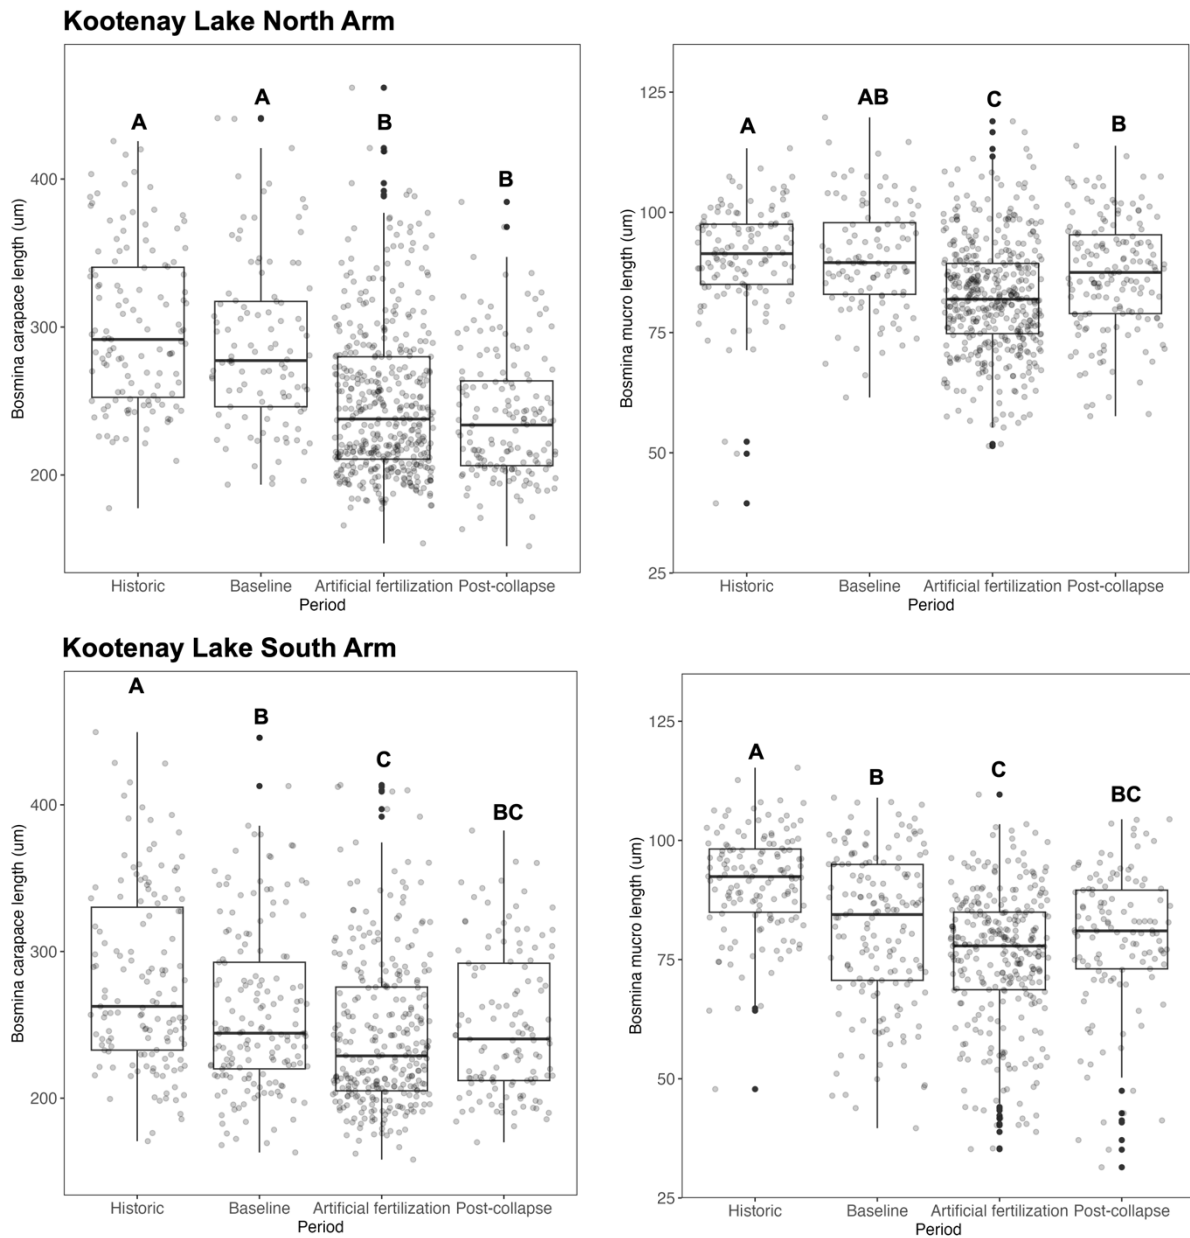 Kootenay Lake North Arm
Bosmina carapace length (um)
400
300
200
A
A
B
B
Historic
Baseline
Artificial fertilization
Post-collapse
Period
Bosmina mucro length (um)
125
100
75
50
25
A
AB
C
B
Historic
Baseline
Artificial fertilization
Post-collapse
Period
Kootenay Lake South Arm
Bosmina carapace length (um)
400
300
200
A
B
C
BC
Historic
Baseline
Artificial fertilization
Post-collapse
Period
Bosmina mucro length (um)
125
100
75
50
25
A
B
C
BC
Historic
Baseline
Artificial fertilization
Post-collapse
Period